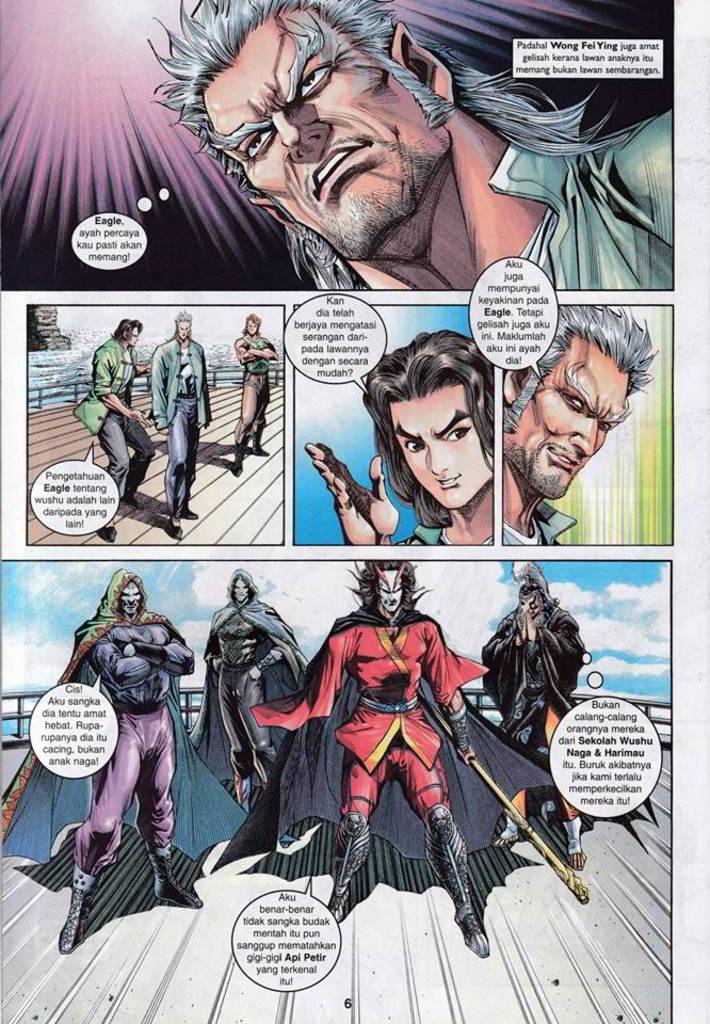 Padahal Wong Fei Ying juga amat
gelisah kerana lawan anaknya itu
memang bukan lawan sembarangan.
Eagle,
ayah percaya
kau pasti akan
memang!
Pengetahuan
Eagle tentang
wushu adalah lain
daripada yang
lain!
Kan
dia telah
berjaya mengatasi
serangan dari-
pada lawannya
dengan secara
mudah?
Aku
juga
mempunyai
keyakinan pada
Eagle. Tetapi
gelisah juga aku
ini. Maklumlah
aku ini ayah
dia!
Cis!
Aku sangka
dia tentu amat
hebat. Rupa-
rupanya dia itu
cacing, bukan
anak naga!
Bukan
calang-calang
orangnya mereka
dari Sekolah Wushu
Naga & Harimau
itu. Buruk akibatnya
jika kami terlalu
memperkecilkan
mereka itu!
Aku
benar-benar
tidak sangka budak
mentah itu pun
sanggup mematahkan
gigi-gigi Api Petir
yang terkenal
itu!
6